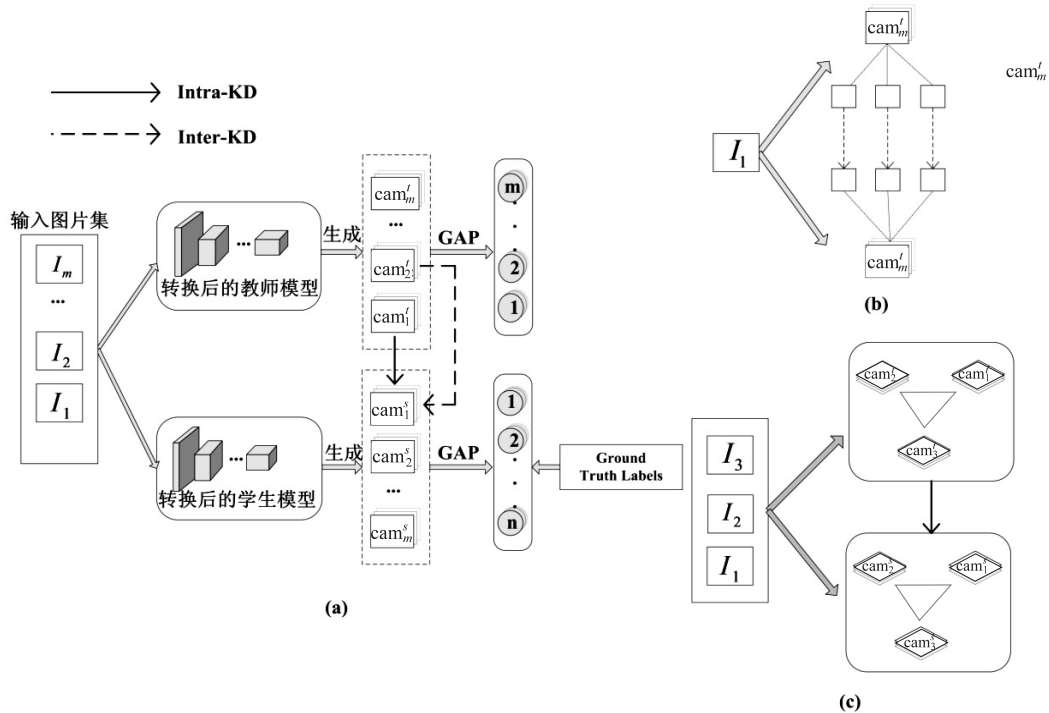 Intra-KD
Inter-KD
输入图片集
I_m
...
I_2
I_1
转换后的教师模型
转换后的学生模型
生成
生成
cam^t_m
...
cam^t_2
cam^t_1
cam^s_1
cam^s_2
...
cam^s_m
GAP
GAP
m
2
1
1
2
n
Ground
Truth Labels
(a)
cam^t_m
I_1
cam^t_m
cam^t_m
(b)
I_3
I_2
I_1
cam^t_2
cam^t_1
cam^t_3
cam^s_2
cam^s_1
cam^s_3
(c)